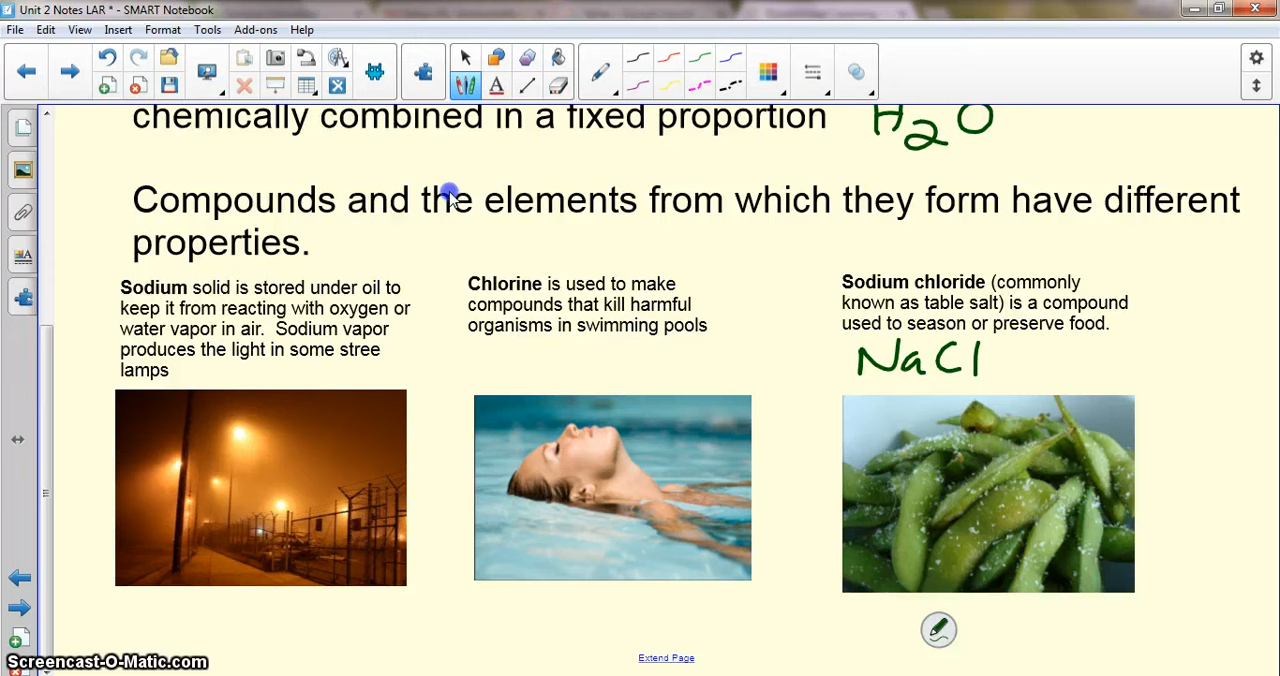 Unit 2 Notes LAR * - SMART Notebook
File Edit View Insert Format Tools Add-ons Help
chemically combined in a fixed proportion H2O
Compounds and the elements from which they form have different
properties.
Sodium solid is stored under oil to
keep it from reacting with oxygen or
water vapor in air. Sodium vapor
produces the light in some stree
lamps
Chlorine is used to make
compounds that kill harmful
organisms in swimming pools
Sodium chloride (commonly
known as table salt) is a compound
used to season or preserve food.
NaCl
Extend Page
Screencast-O-Matic.com